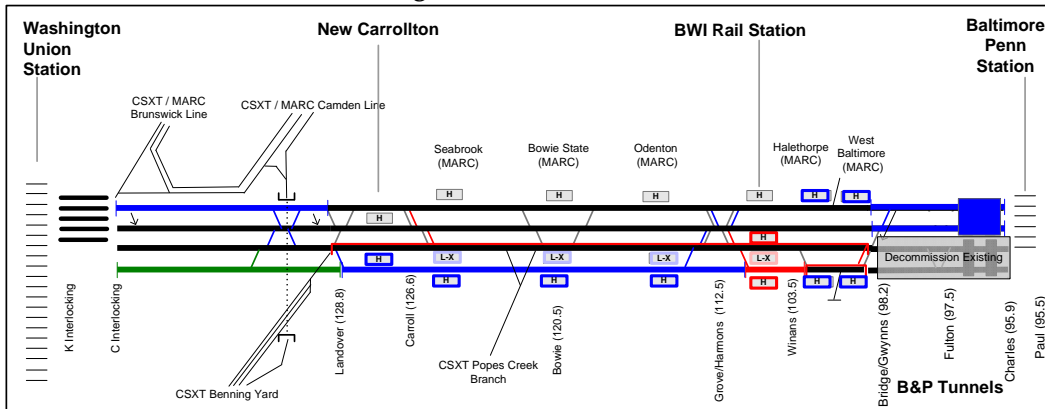 Washington
Union
Station
New Carrollton
BWI Rail Station
Baltimore
Penn
Station
CSXT / MARC
Brunswick Line
CSXT / MARC Camden Line
Seabrook
(MARC)
Bowie State
(MARC)
Odenton
(MARC)
Halethorpe
(MARC)
West
Baltimore
(MARC)
H
H
H
H
H
H
H
H
H
L-X
L-X
L-X
L-X
H
H
H
H
H
H
H
Decommission Existing
K Interlocking
C Interlocking
Landover (128.8)
Carroll (126.6)
Bowie (120.5)
Grove/Hanmons (112.5)
Winans (103.5)
Bridge/Gwynns (98.2)
Fulton (97.5)
Charles (95.9)
Paul (95.5)
CSXT Popes Creek
Branch
CSXT Benning Yard
B&P Tunnels